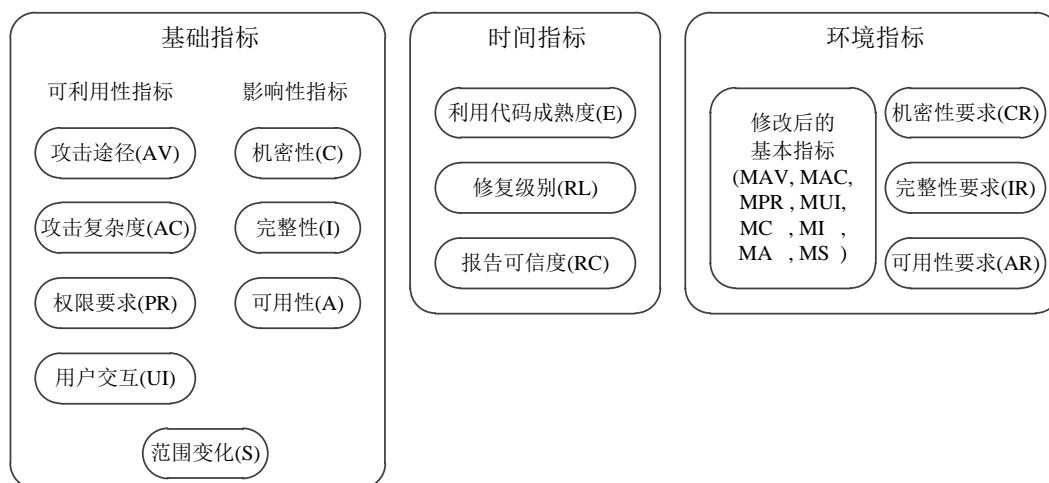 基础指标
可利用性指标
影响性指标
攻击途径(AV)
机密性(C)
攻击复杂度(AC)
完整性(I)
权限要求(PR)
可用性(A)
用户交互(UI)
范围变化(S)
时间指标
利用代码成熟度(E)
修复级别(RL)
报告可信度(RC)
环境指标
修改后的
基本指标
(MAV, MAC,
MPR , MUI,
MC , MI ,
MA , MS )
机密性要求(CR)
完整性要求(IR)
可用性要求(AR)